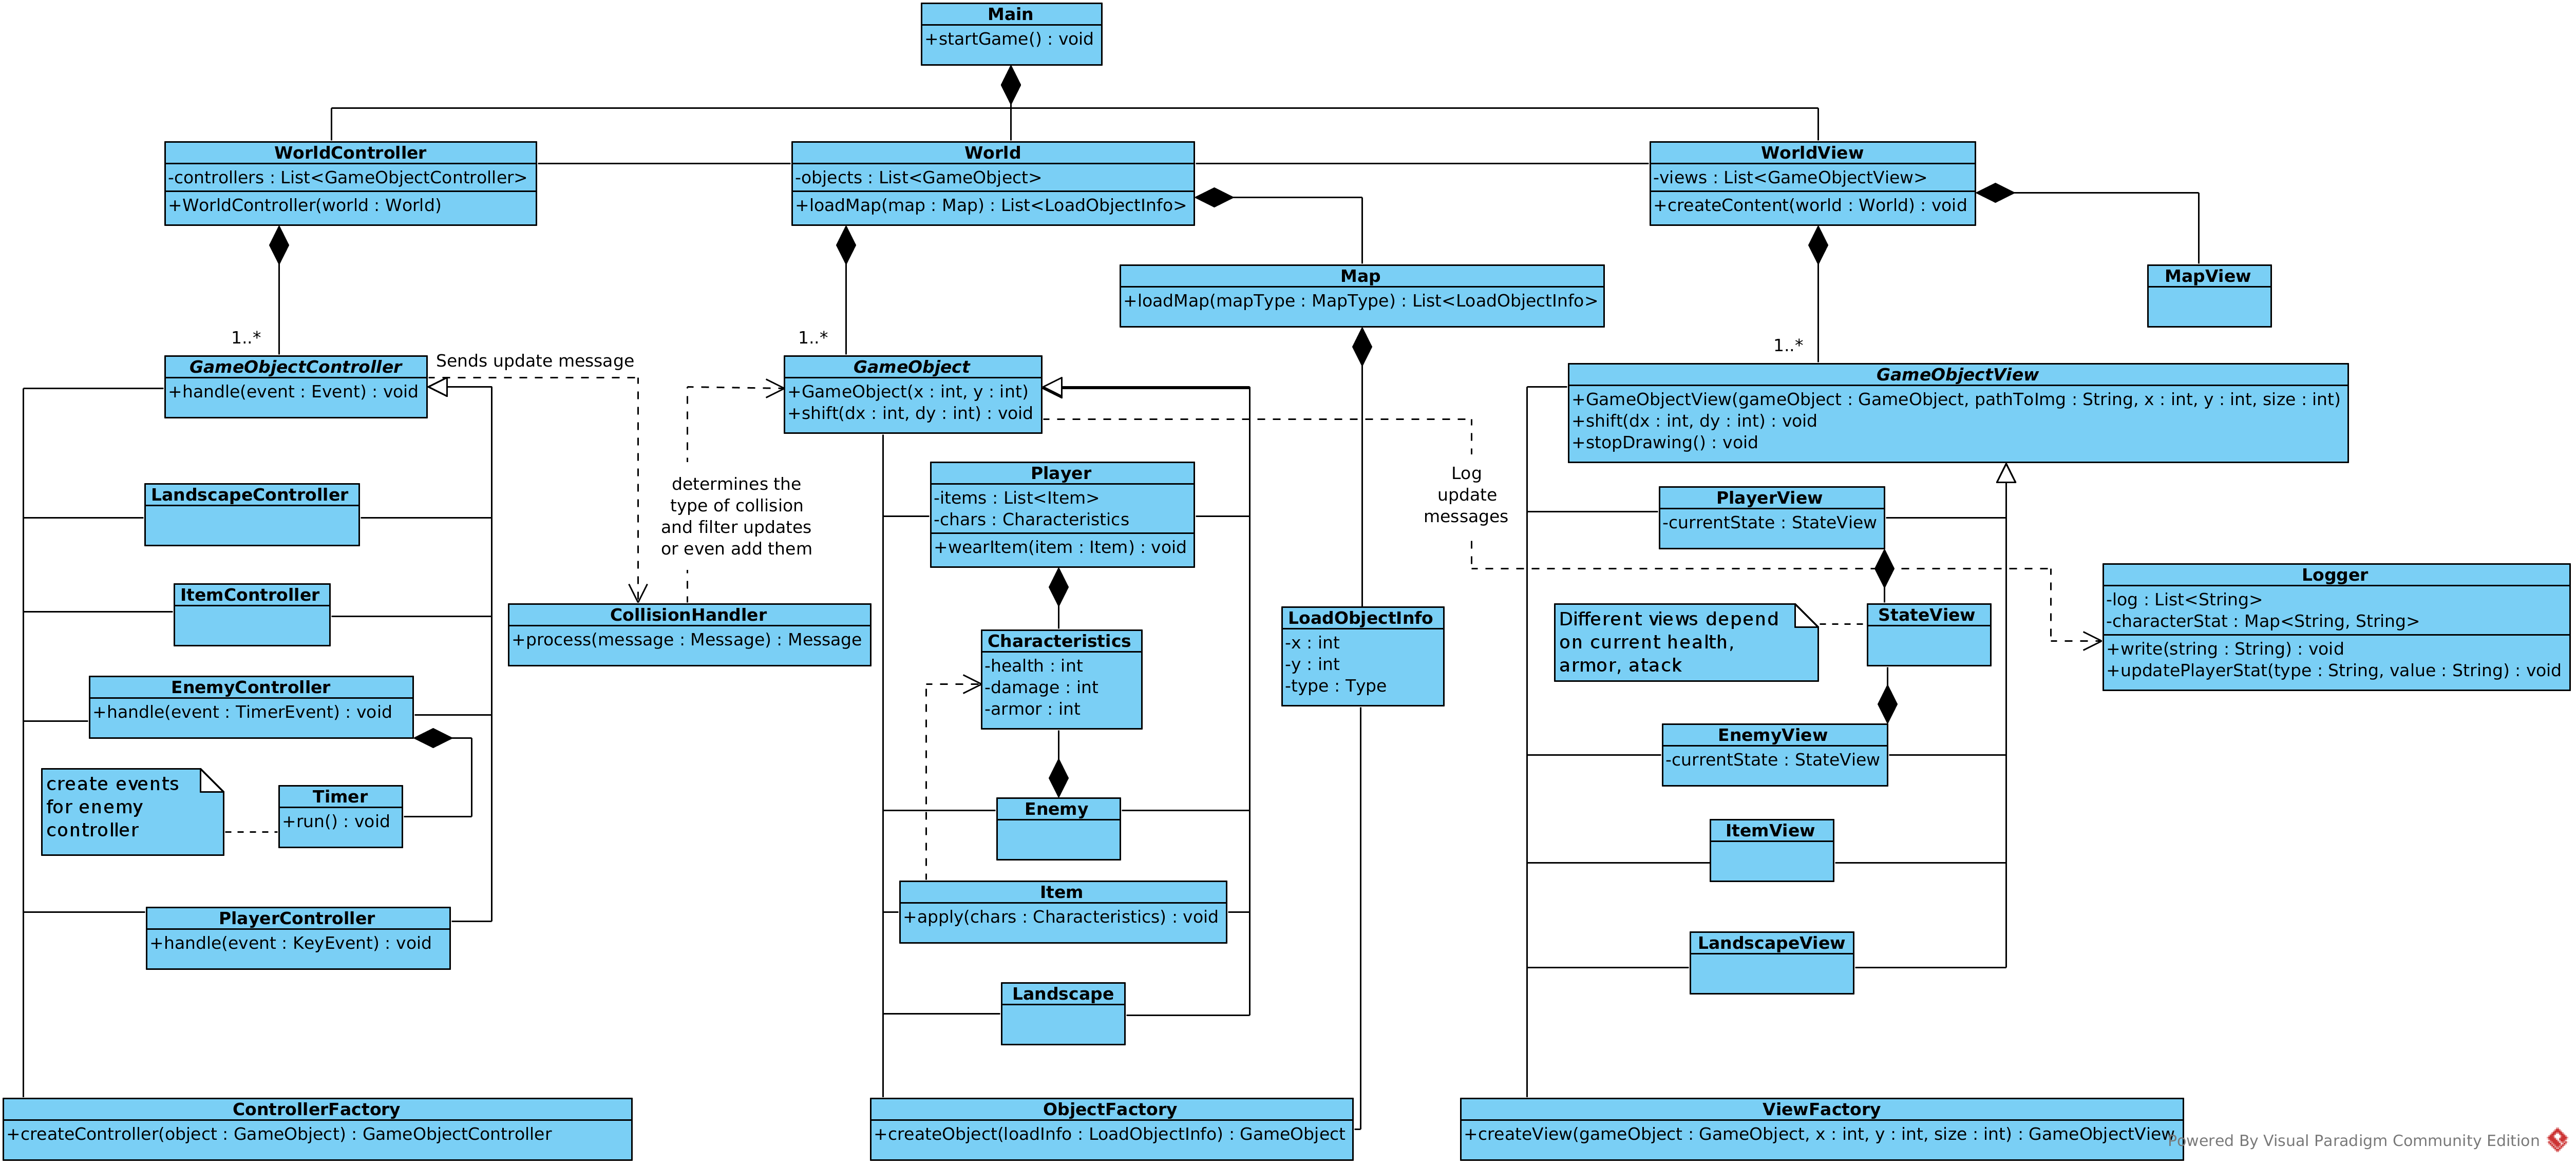 Main
+startGame() : void
WorldController
-controllers : List<GameObjectController>
+WorldController(world : World)
World
-objects : List<GameObject>
+loadMap(map : Map) : List<LoadObjectInfo>
WorldView
-views : List<GameObjectView>
+createContent(world : World) : void
Map
+loadMap(mapType : MapType) : List<LoadObjectInfo>
MapView
1..*
1..*
1..*
GameObjectController
+handle(event : Event) : void
Sends update message
GameObject
+GameObject(x : int, y : int)
+shift(dx : int, dy : int) : void
GameObjectView
+GameObjectView(gameObject : GameObject, pathToImg : String, x : int, y : int, size : int)
+shift(dx : int, dy : int) : void
+stopDrawing() : void
LandscapeController
determines the
type of collision
and filter updates
or even add them
Player
-items : List<Item>
-chars : Characteristics
+wearItem(item : Item) : void
Log
update
messages
PlayerView
-currentState : StateView
ItemController
CollisionHandler
+process(message : Message) : Message
Characteristics
-health : int
-damage : int
-armor : int
LoadObjectInfo
-x : int
-y : int
-type : Type
Different views depend
on current health,
armor, atack
StateView
Logger
-log : List<String>
-characterStat : Map<String, String>
+write(string : String) : void
+updatePlayerStat(type : String, value : String) : void
EnemyController
+handle(event : TimerEvent) : void
EnemyView
-currentState : StateView
create events
for enemy
controller
Timer
+run() : void
Enemy
ItemView
Item
+apply(chars : Characteristics) : void
PlayerController
+handle(event : KeyEvent) : void
LandscapeView
Landscape
ControllerFactory
+createController(object : GameObject) : GameObjectController
ObjectFactory
+createObject(loadInfo : LoadObjectInfo) : GameObject
ViewFactory
+createView(gameObject : GameObject, x : int, y : int, size : int) : GameObjectView
Powered By Visual Paradigm Community Edition